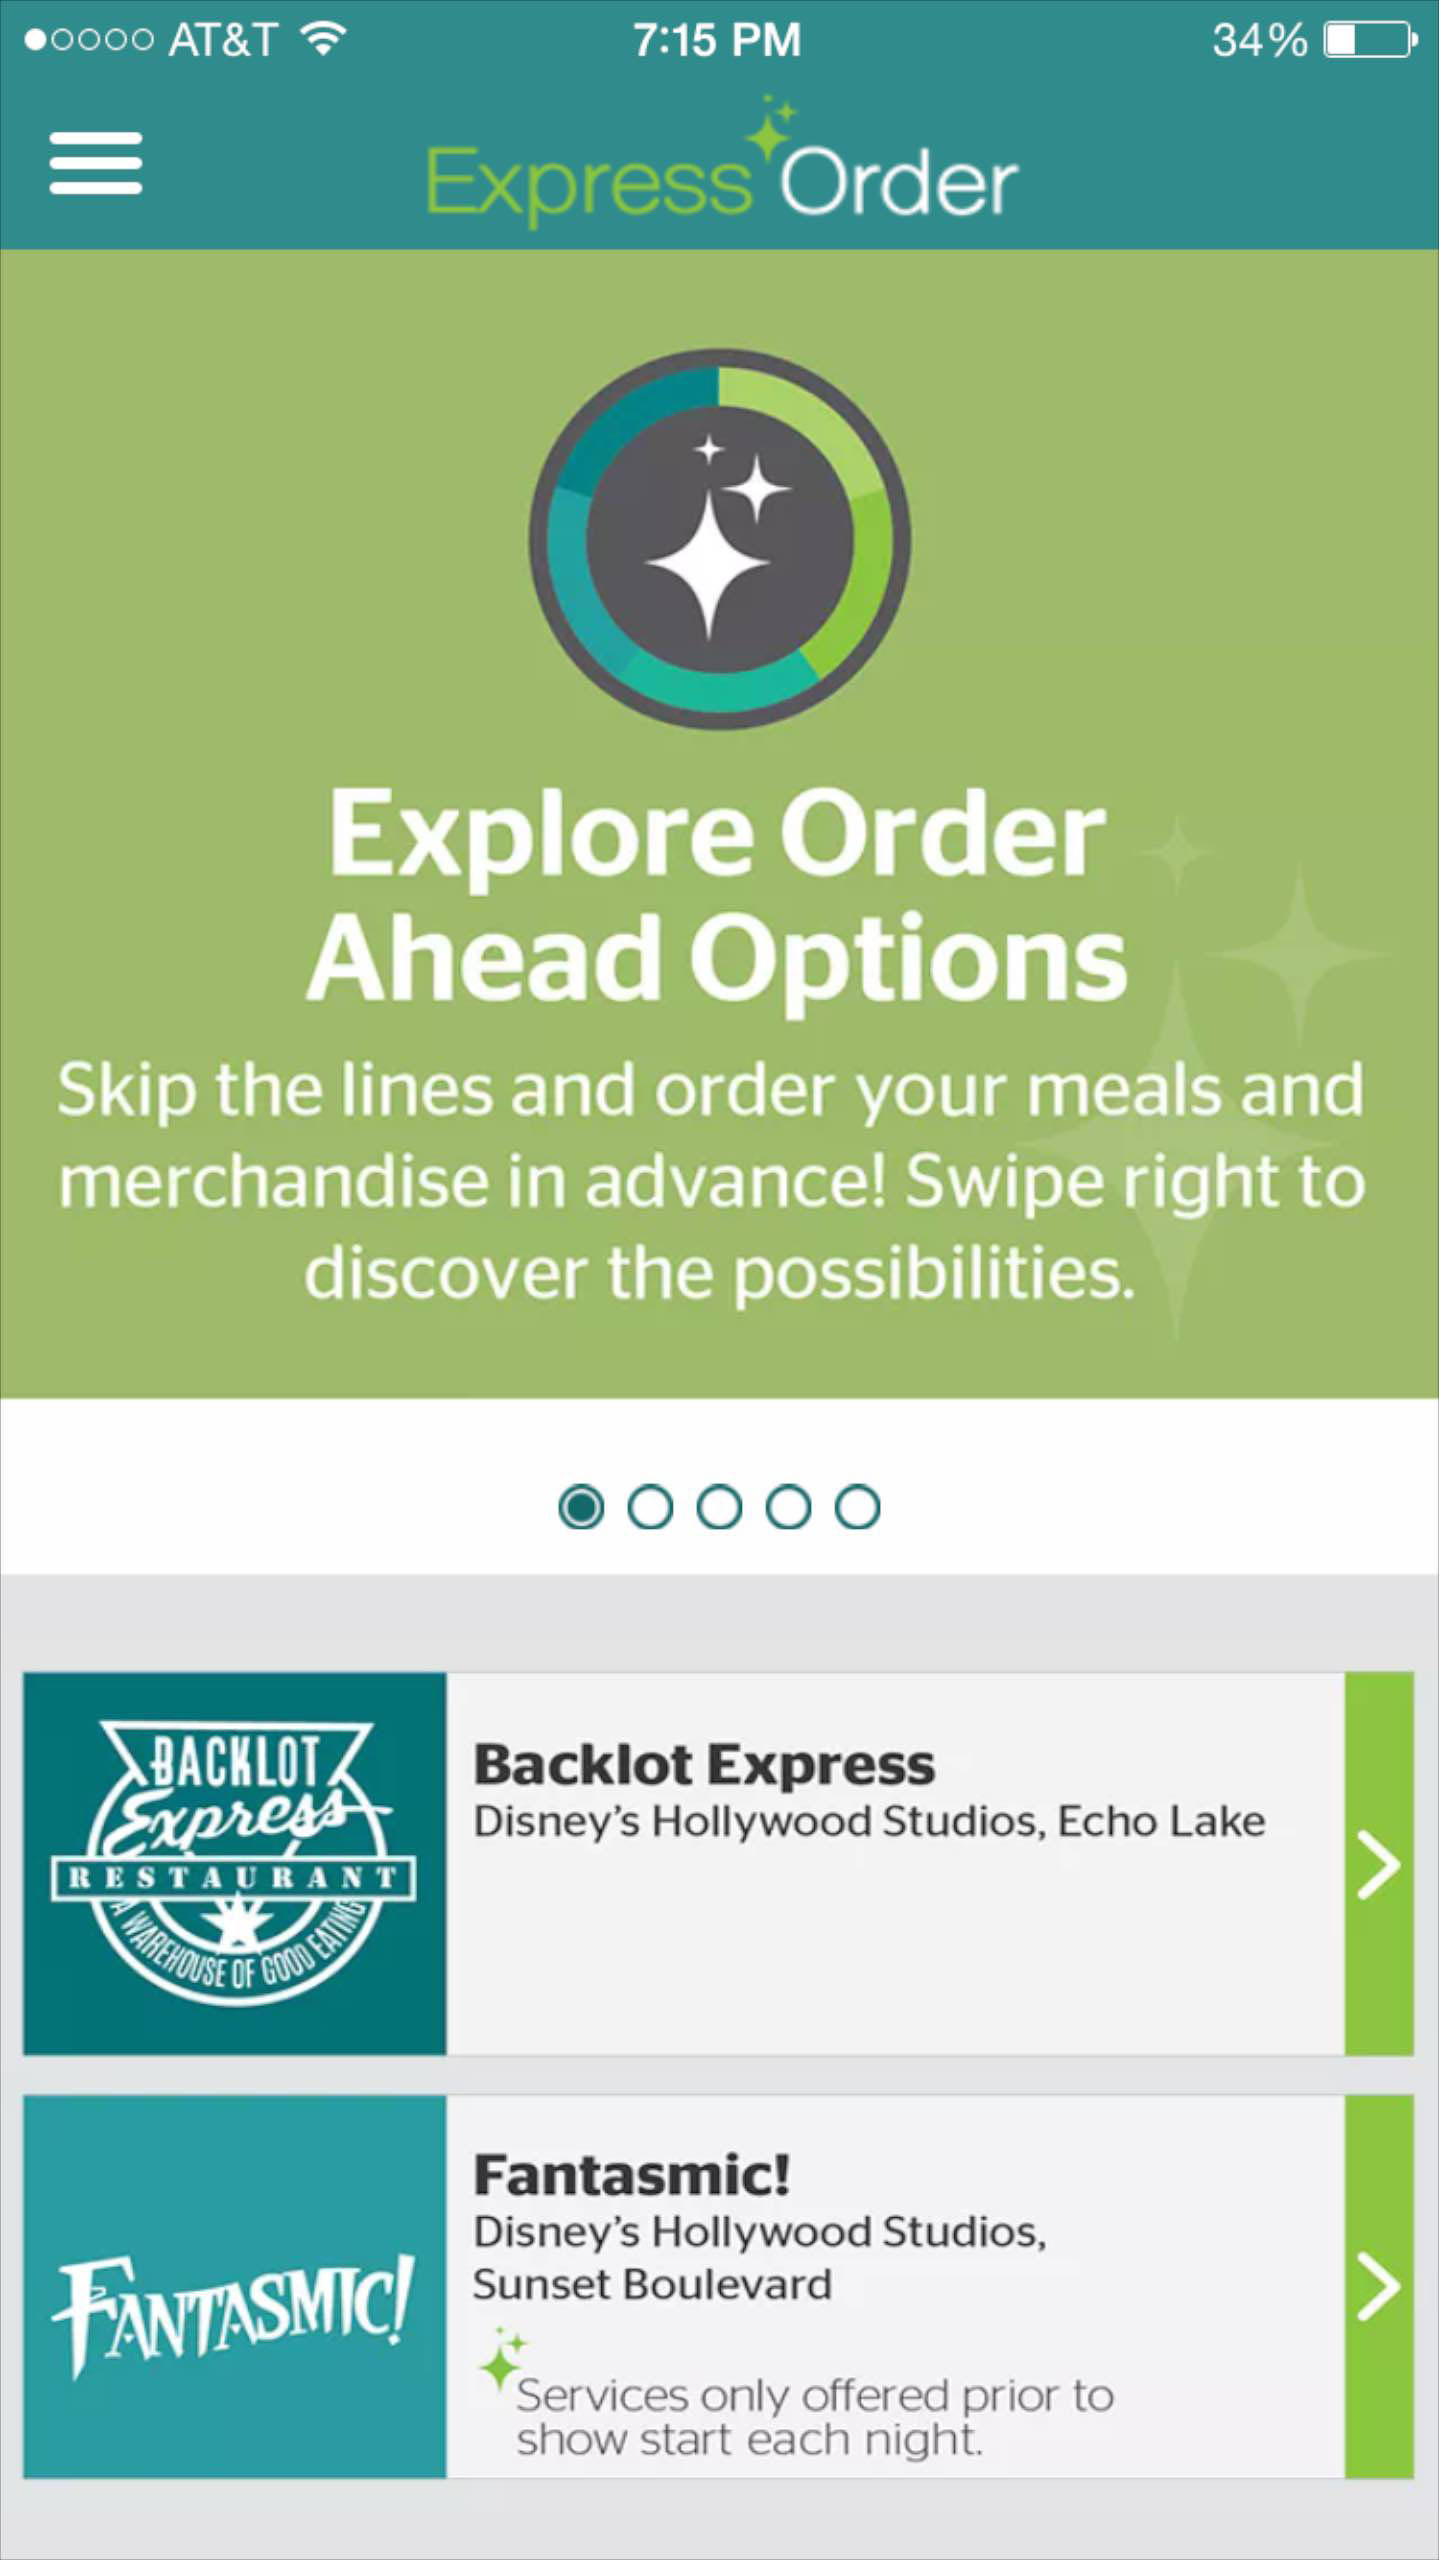 AT&T 7:15 PM 34%
Express Order
Explore Order
Ahead Options
Skip the lines and order your meals and
merchandise in advance! Swipe right to
discover the possibilities.
BACKLOT
Express
RESTAURANT
A WAREHOUSE OF GOOD EATING
Backlot Express
Disney's Hollywood Studios, Echo Lake
FANTASMIC!
Fantasmic!
Disney's Hollywood Studios,
Sunset Boulevard
Services only offered prior to
show start each night.